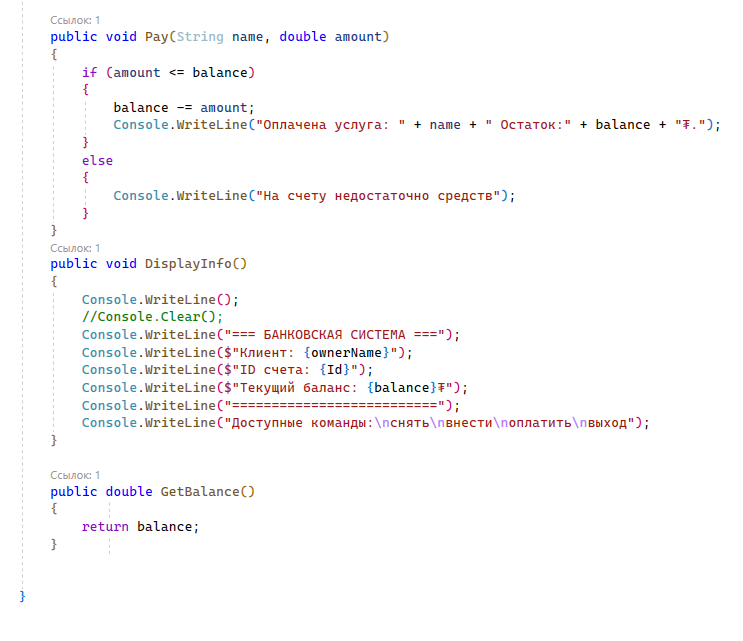 Ссылок: 1
public void Pay(String name, double amount)
{
if (amount <= balance)
{
balance -= amount;
Console.WriteLine("Оплачена услуга: " + name + " Остаток:" + balance + "₮.");
}
else
{
Console.WriteLine("На счету недостаточно средств");
}
}
Ссылок: 1
public void DisplayInfo()
{
Console.WriteLine();
//Console.Clear();
Console.WriteLine("=== БАНКОВСКАЯ СИСТЕМА ===");
Console.WriteLine($"Клиент: {ownerName}");
Console.WriteLine($"ID счета: {Id}");
Console.WriteLine($"Текущий баланс: {balance}₮");
Console.WriteLine("==========================");
Console.WriteLine("Доступные команды:\nснять\nвнести\nоплатить\nвыход");
}
Ссылок: 1
public double GetBalance()
{
return balance;
}
}